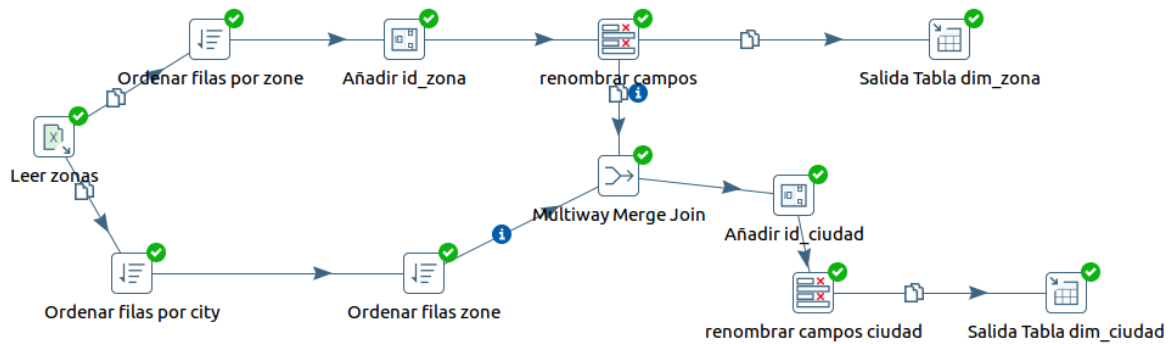 Ordenar filas por zone
Añadir id_zona
renombrar campos
Salida Tabla dim_zona
Leer zonas
Multiway Merge Join
Añadir id_ciudad
Ordenar filas por city
Ordenar filas zone
renombrar campos ciudad
Salida Tabla dim_ciudad